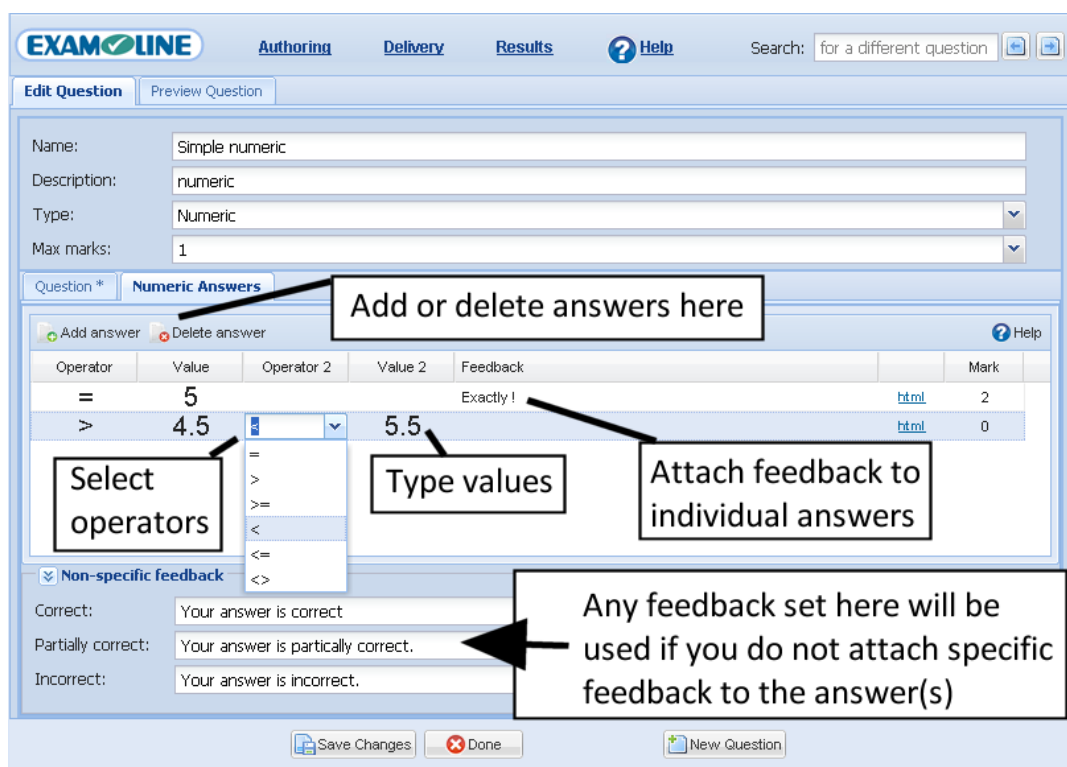 EXAM LINE Authoring Delivery Results Help Search: for a different question
Edit Question Preview Question
Name: Simple numeric
Description: numeric
Type: Numeric
Max marks: 1
Question * Numeric Answers
Add or delete answers here
Add answer Delete answer Help
Operator Value Operator 2 Value 2 Feedback Mark
= 5 Exactly ! html 2
> 4.5 < 5.5 html 0
=
>
>=
<
<=
<>
Select
operators
Type values
Attach feedback to
individual answers
Non-specific feedback
Correct: Your answer is correct
Partially correct: Your answer is partically correct.
Incorrect: Your answer is incorrect.
Any feedback set here will be
used if you do not attach specific
feedback to the answer(s)
Save Changes Done New Question